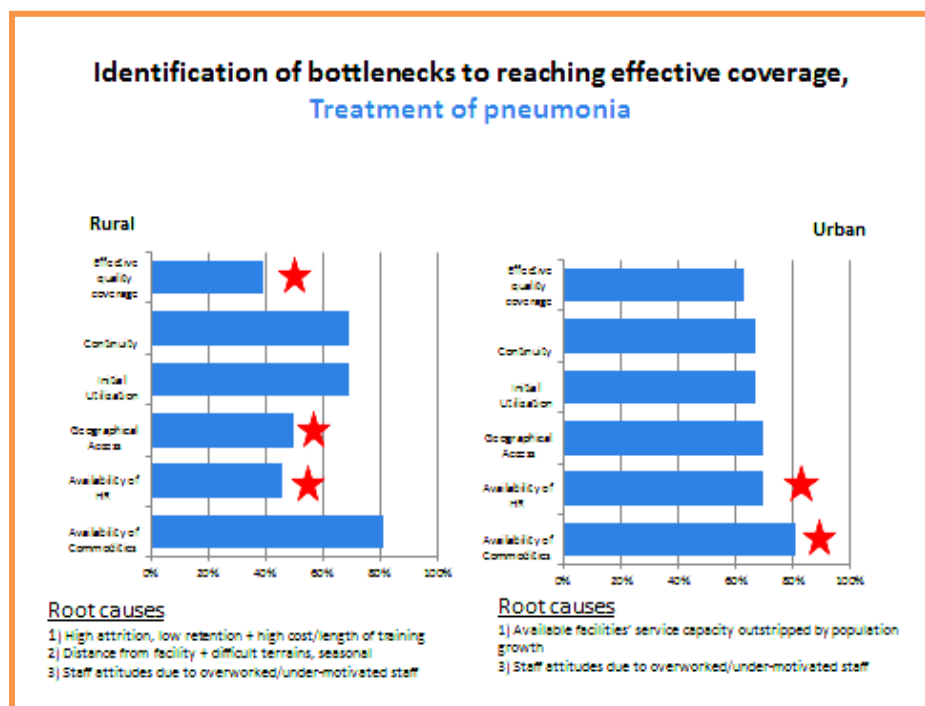 Identification of bottlenecks to reaching effective coverage,
Treatment of pneumonia
Rural
Effective
quality
coverage
Continuity
Initial
Utilization
Geographical
Access
Availability of
HR
Availability of
Commodities
0% 20% 40% 60% 80% 100%
Root causes
1) High attrition, low retention + high cost/length of training
2) Distance from facility + difficult terrains, seasonal
3) Staff attitudes due to overworked/under-motivated staff
Urban
Effective
quality
coverage
Continuity
Initial
Utilization
Geographical
Access
Availability of
HR
Availability of
Commodities
0% 20% 40% 60% 80% 100%
Root causes
1) Available facilities' service capacity outstripped by population
growth
3) Staff attitudes due to overworked/under-motivated staff